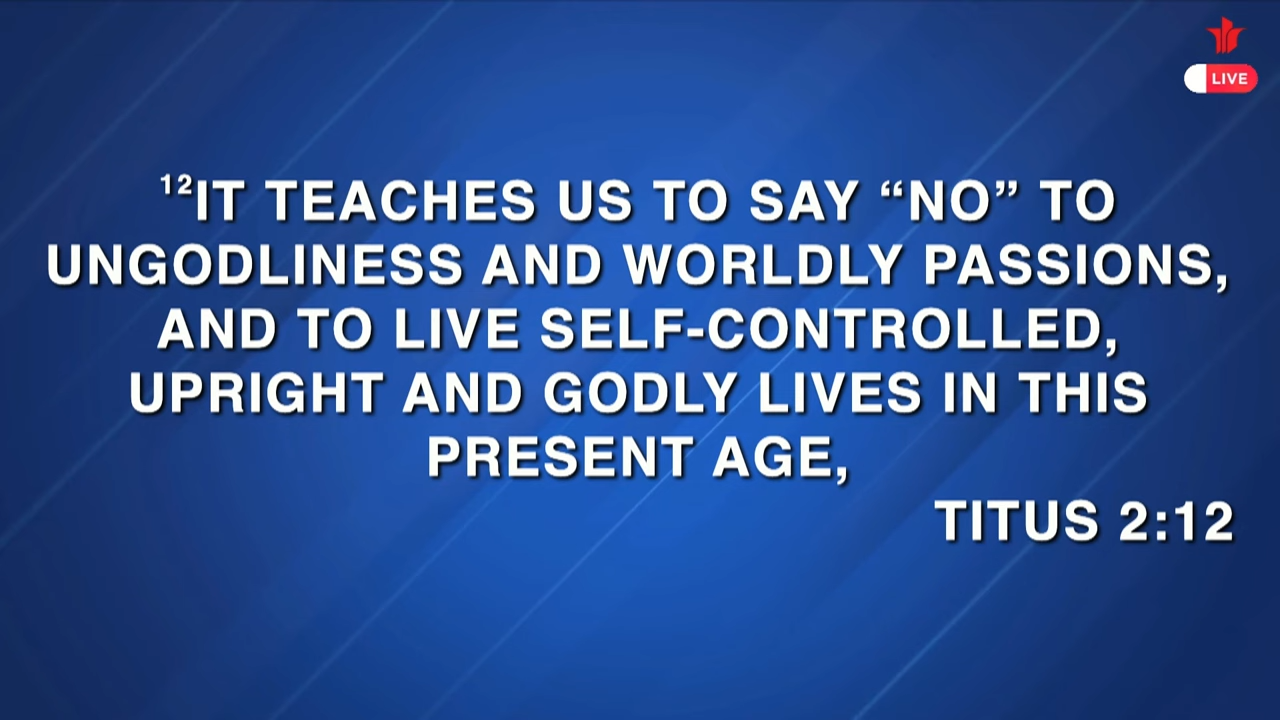 LIVE
¹²IT TEACHES US TO SAY “NO” TO
UNGODLINESS AND WORLDLY PASSIONS,
AND TO LIVE SELF-CONTROLLED,
UPRIGHT AND GODLY LIVES IN THIS
PRESENT AGE,
TITUS 2:12